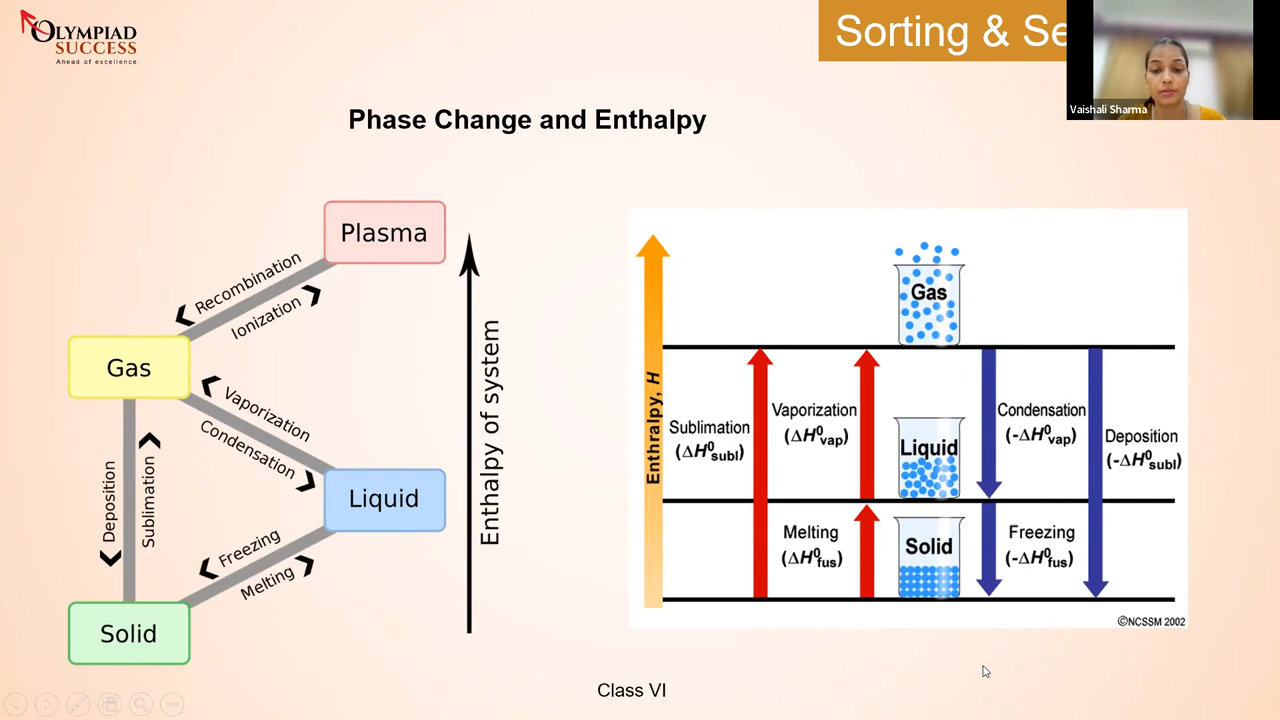 OLYMPIAD
SUCCESS
Ahead of excellence
Sorting & Se
Vaishali Sharma
Phase Change and Enthalpy
Plasma
Recombination
Ionization
Gas
Vaporization
Condensation
Deposition
Sublimation
Liquid
Freezing
Melting
Solid
Enthalpy of system
Enthralpy, H
Gas
Sublimation
(ΔH⁰subl)
Vaporization
(ΔH⁰vap)
Liquid
Condensation
(-ΔH⁰vap)
Deposition
(-ΔH⁰subl)
Melting
(ΔH⁰fus)
Solid
Freezing
(-ΔH⁰fus)
©NCSSM 2002
Class VI